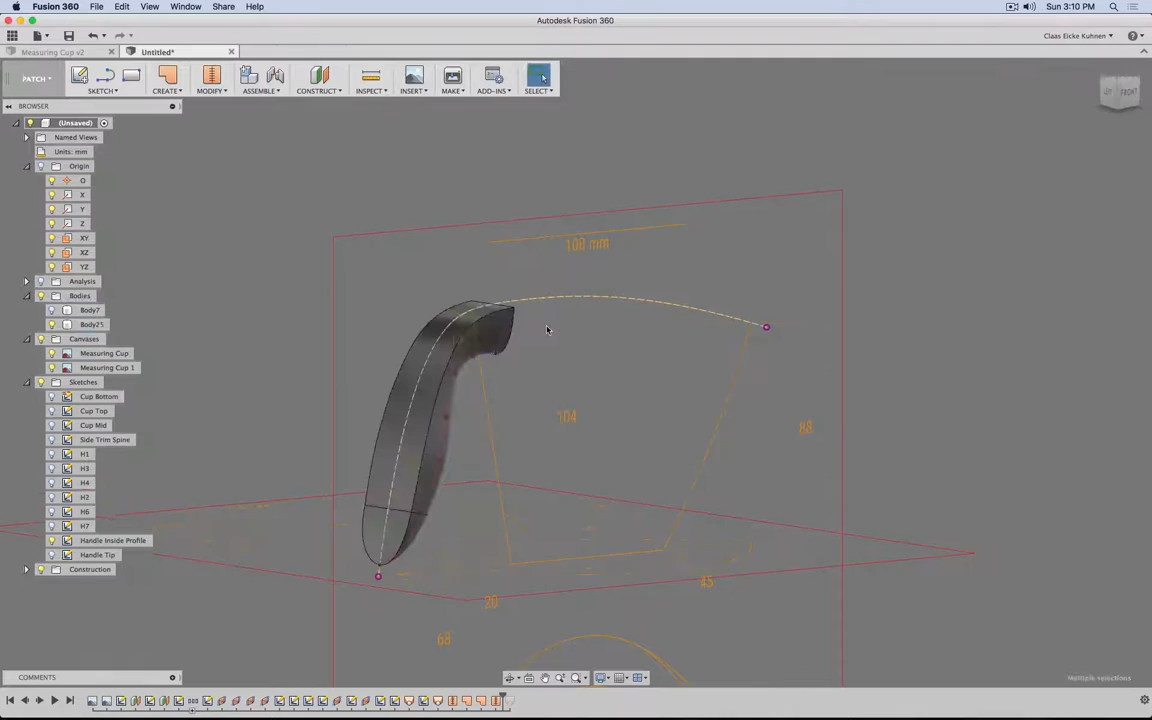 Fusion 360 File Edit View Window Share Help Sun 3:10 PM
Autodesk Fusion 360
Claas Eicke Kuhnen
Measuring Cup v2 Untitled*
PATCH
SKETCH CREATE MODIFY ASSEMBLE CONSTRUCT INSPECT INSERT MAKE ADD-INS SELECT
BROWSER
(Unsaved)
Named Views
Units: mm
Origin
O
X
Y
Z
XY
XZ
YZ
Analysis
Bodies
Body7
Body25
Canvases
Measuring Cup
Measuring Cup 1
Sketches
Cup Bottom
Cup Top
Cup Mid
Side Trim Spine
H1
H3
H4
H2
H6
H7
Handle Inside Profile
Handle Tip
Construction
COMMENTS
FRONT
100 mm
104
88
45
20
68
Multiple selections